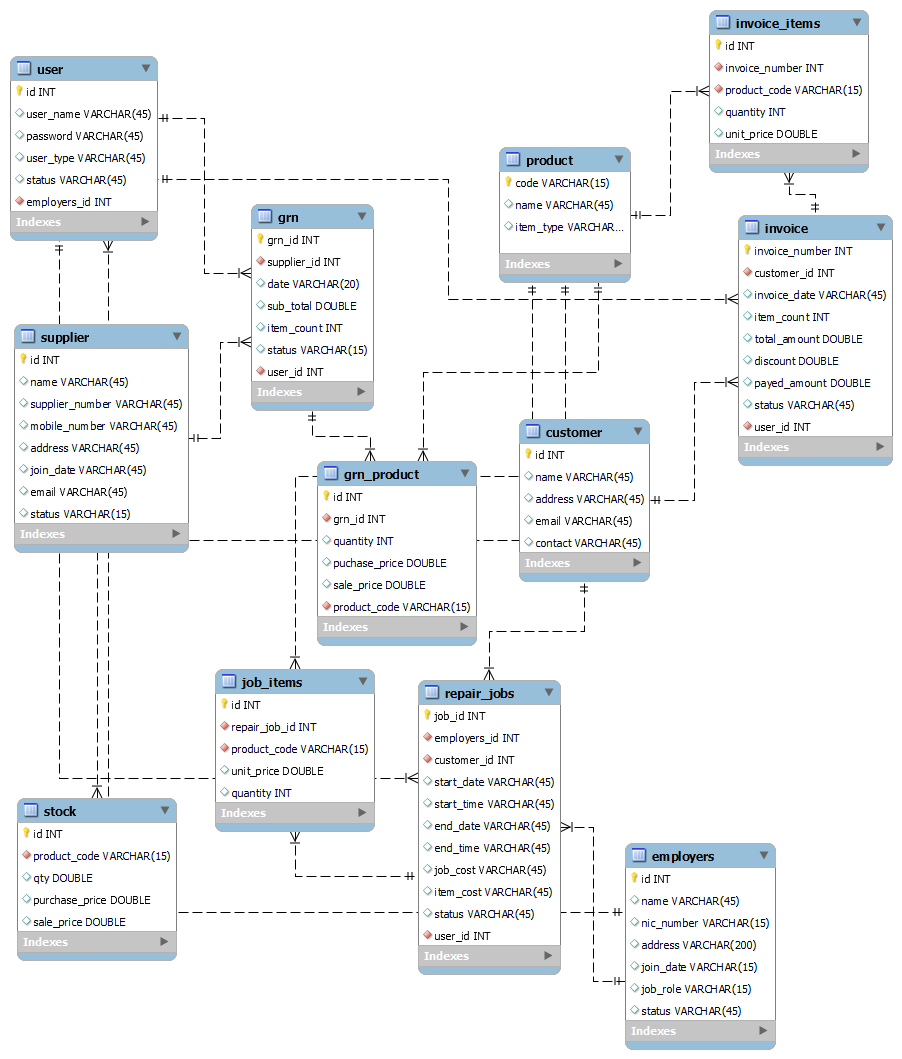 user
id INT
user_name VARCHAR(45)
password VARCHAR(45)
user_type VARCHAR(45)
status VARCHAR(45)
employers_id INT
Indexes
grn
grn_id INT
supplier_id INT
date VARCHAR(20)
sub_total DOUBLE
item_count INT
status VARCHAR(15)
user_id INT
Indexes
product
code VARCHAR(15)
name VARCHAR(45)
item_type VARCHAR...
Indexes
invoice_items
id INT
invoice_number INT
product_code VARCHAR(15)
quantity INT
unit_price DOUBLE
Indexes
invoice
invoice_number INT
customer_id INT
invoice_date VARCHAR(45)
item_count INT
total_amount DOUBLE
discount DOUBLE
payed_amount DOUBLE
status VARCHAR(45)
user_id INT
Indexes
supplier
id INT
name VARCHAR(45)
supplier_number VARCHAR(45)
mobile_number VARCHAR(45)
address VARCHAR(45)
join_date VARCHAR(45)
email VARCHAR(45)
status VARCHAR(15)
Indexes
grn_product
id INT
grn_id INT
quantity INT
puchase_price DOUBLE
sale_price DOUBLE
product_code VARCHAR(15)
Indexes
customer
id INT
name VARCHAR(45)
address VARCHAR(45)
email VARCHAR(45)
contact VARCHAR(45)
Indexes
job_items
id INT
repair_job_id INT
product_code VARCHAR(15)
unit_price DOUBLE
quantity INT
Indexes
repair_jobs
job_id INT
employers_id INT
customer_id INT
start_date VARCHAR(45)
start_time VARCHAR(45)
end_date VARCHAR(45)
end_time VARCHAR(45)
job_cost VARCHAR(45)
item_cost VARCHAR(45)
status VARCHAR(45)
user_id INT
Indexes
stock
id INT
product_code VARCHAR(15)
qty DOUBLE
purchase_price DOUBLE
sale_price DOUBLE
Indexes
employers
id INT
name VARCHAR(45)
nic_number VARCHAR(15)
address VARCHAR(200)
join_date VARCHAR(15)
job_role VARCHAR(15)
status VARCHAR(45)
Indexes